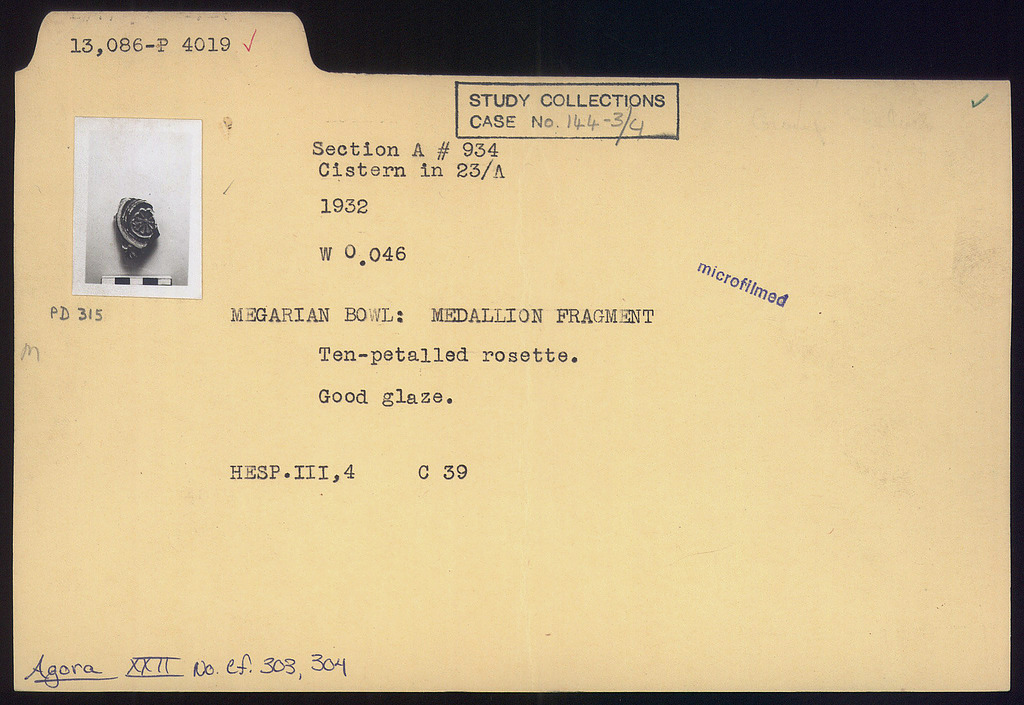 13,086-P 4019 ✓
STUDY COLLECTIONS
CASE No. 144-3/4
Section A # 934
Cistern in 23/A
1932
W 0.046
microfilmed
PD 315
MEGARIAN BOWL: MEDALLION FRAGMENT
M
Ten-petalled rosette.
Good glaze.
HESP.III,4 C 39
Agora XXII No. cf. 303, 304